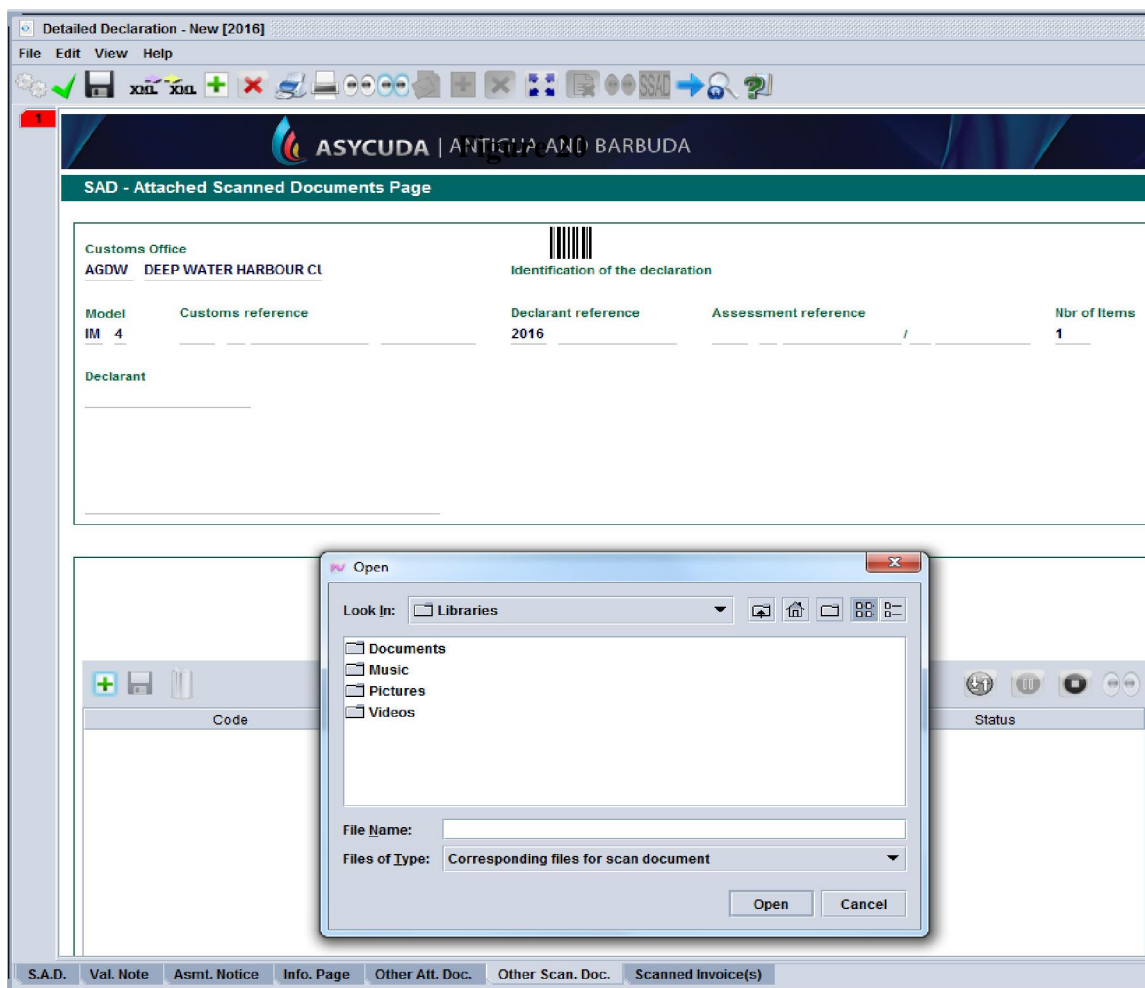 Detailed Declaration - New [2016]
File Edit View Help
XML XML SSAD
1
ASYCUDA | ANTIGUA AND BARBUDA
Figure 20
SAD - Attached Scanned Documents Page
Customs Office
AGDW DEEP WATER HARBOUR CU
Identification of the declaration
Model Customs reference Declarant reference Assessment reference Nbr of Items
IM 4 2016 / 1
Declarant
Open
Look In: Libraries
Documents
Music
Pictures
Videos
Code Status
File Name:
Files of Type: Corresponding files for scan document
Open Cancel
S.A.D. Val. Note Asmt. Notice Info. Page Other Att. Doc. Other Scan. Doc. Scanned Invoice(s)